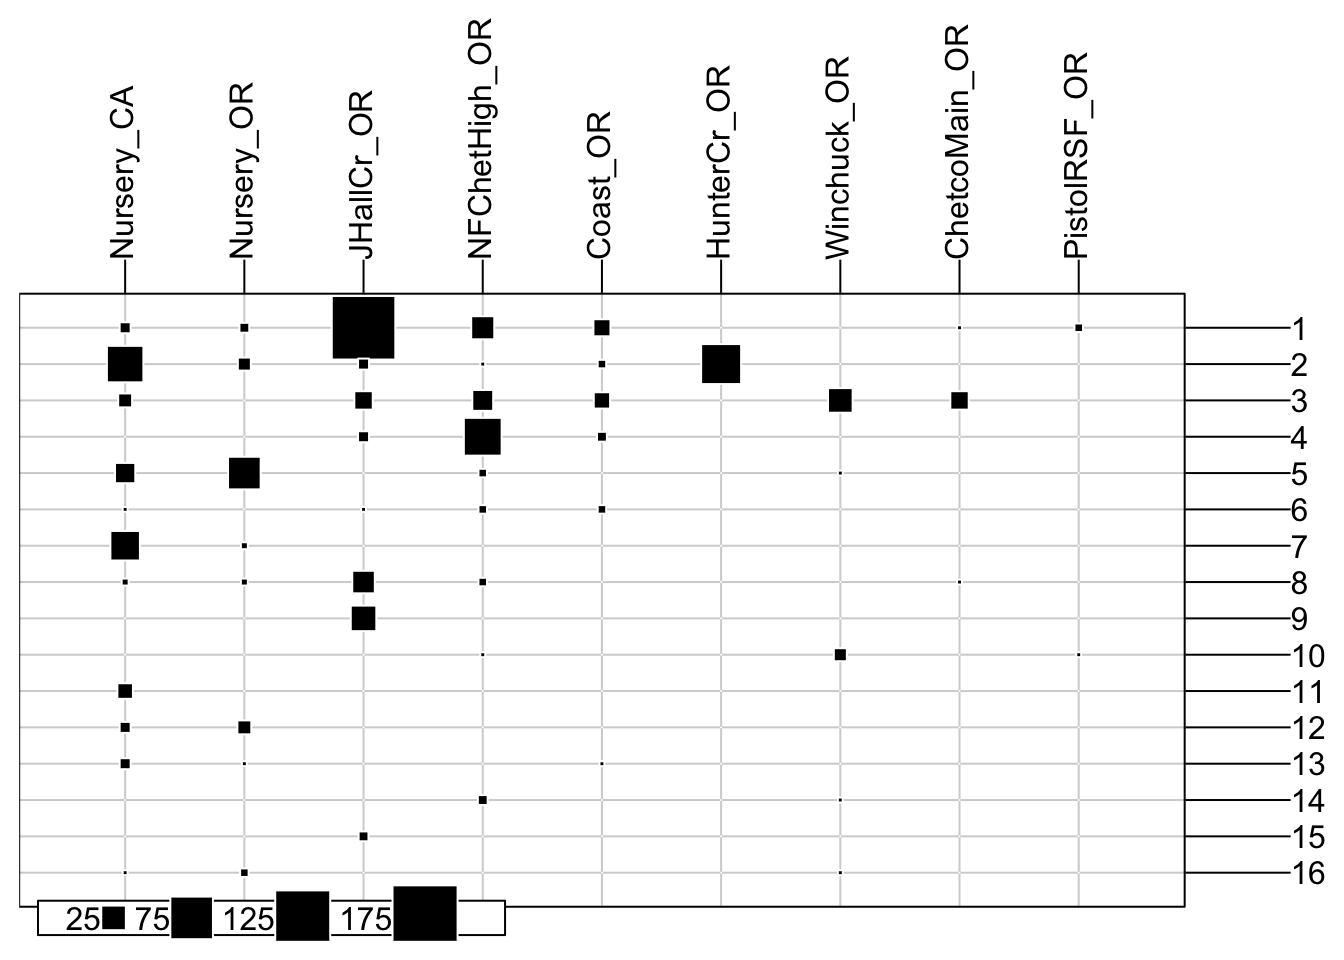 Nursery_CA
Nursery_OR
JHallCr_OR
NFChetHigh_OR
Coast_OR
HunterCr_OR
Winchuck_OR
ChetcoMain_OR
PistolRSF_OR
1
2
3
4
5
6
7
8
9
10
11
12
13
14
15
16
25 75 125 175